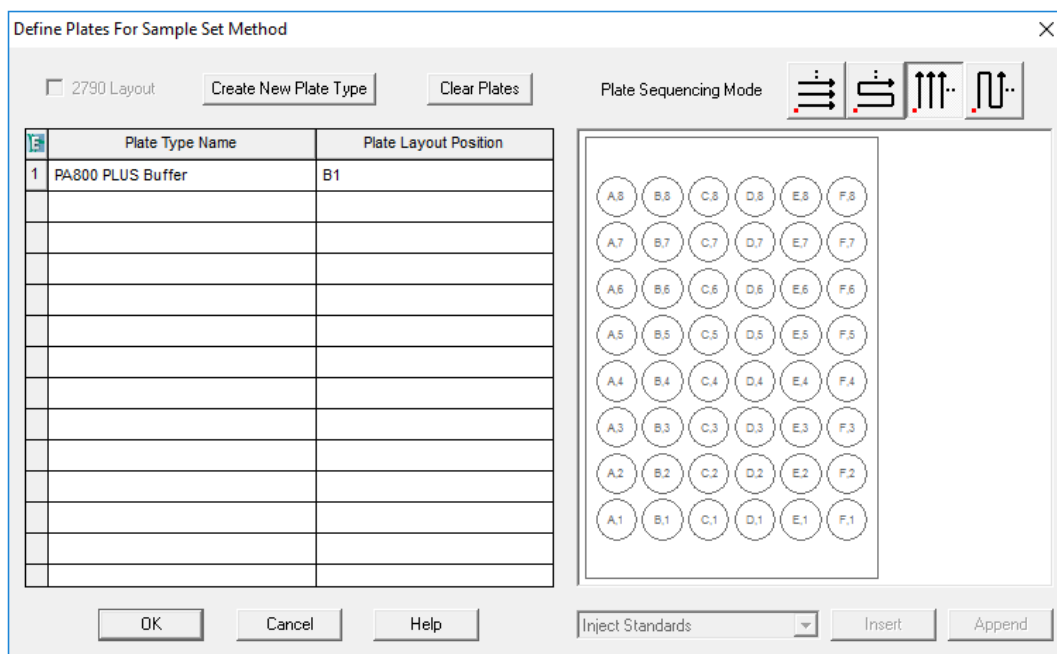 Define Plates For Sample Set Method
2790 Layout
Create New Plate Type
Clear Plates
Plate Sequencing Mode
Plate Type Name
Plate Layout Position
1
PA800 PLUS Buffer
B1
A,8 B,8 C,8 D,8 E,8 F,8
A,7 B,7 C,7 D,7 E,7 F,7
A,6 B,6 C,6 D,6 E,6 F,6
A,5 B,5 C,5 D,5 E,5 F,5
A,4 B,4 C,4 D,4 E,4 F,4
A,3 B,3 C,3 D,3 E,3 F,3
A,2 B,2 C,2 D,2 E,2 F,2
A,1 B,1 C,1 D,1 E,1 F,1
OK
Cancel
Help
Inject Standards
Insert
Append